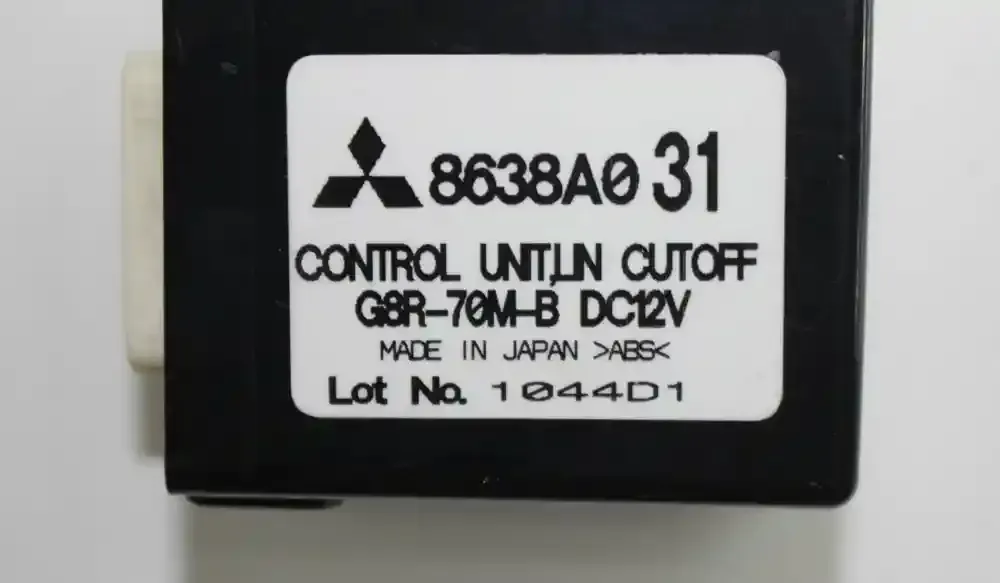 8638A0 31
CONTROL UNIT,LIN CUTOFF
G8R-70M-B DC12V
MADE IN JAPAN >ABS<
Lot No. 1044D1